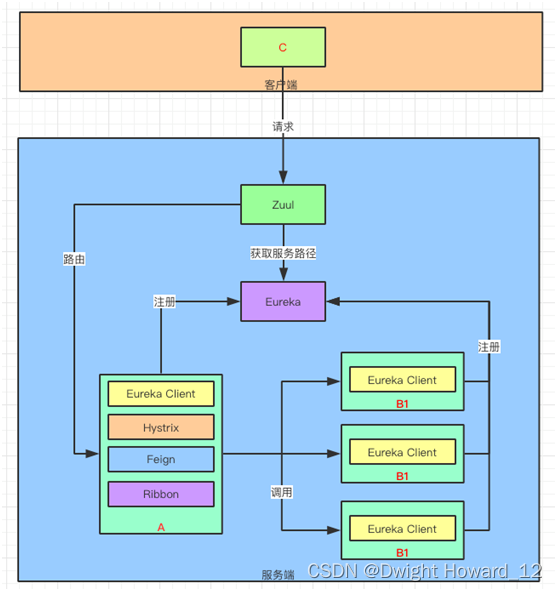 C
客户端
请求
Zuul
路由
获取服务路径
注册
Eureka
注册
Eureka Client
Hystrix
Feign
Ribbon
A
Eureka Client
B1
Eureka Client
B1
调用
Eureka Client
B1
服务端
CSDN @Dwight Howard_12